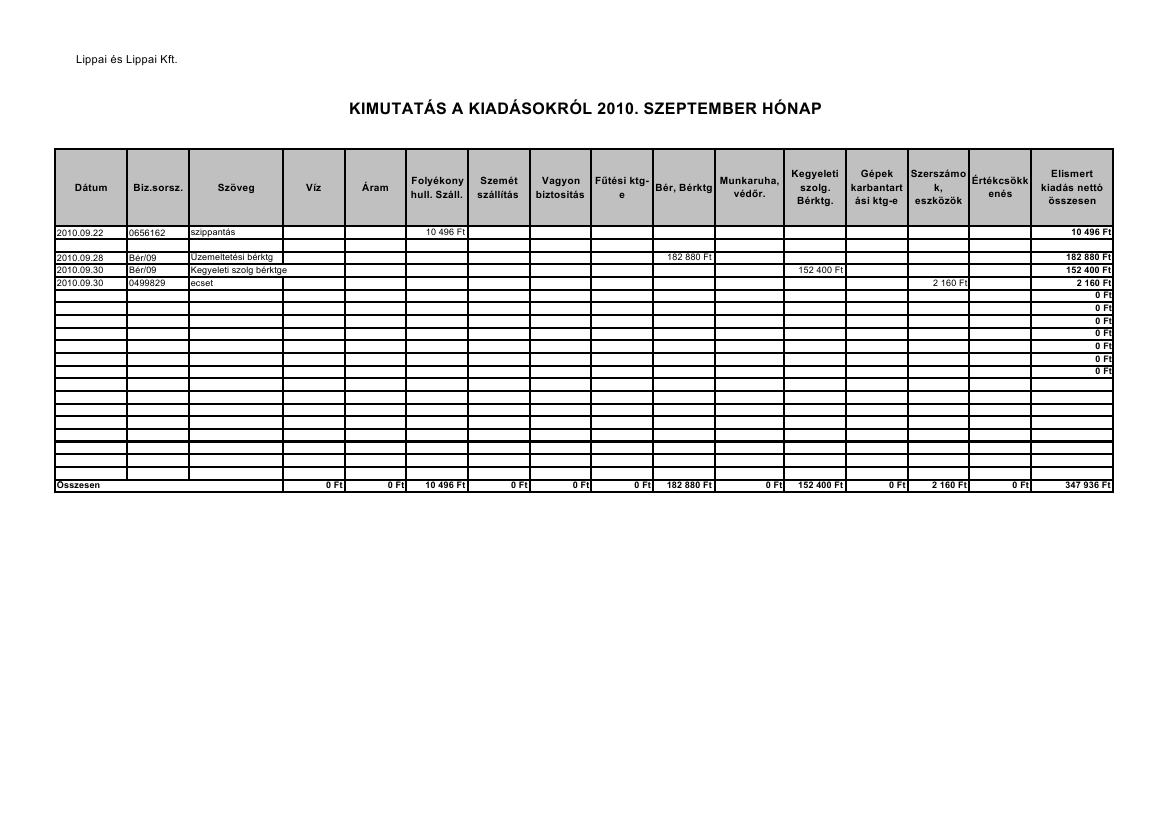 Lippai és Lippai Kft.
KIMUTATÁS A KIADÁSOKRÓL 2010. SZEPTEMBER HÓNAP
Dátum Biz.sorsz. Szöveg Víz Áram Folyékony hull. Száll. Szemét szállítás Vagyon biztosítás Fűtési ktg-e Bér, Bérktg Munkaruha, védőr. Kegyeleti szolg. Bérktg. Gépek karbantart ási ktg-e Szerszámo k, eszközök Értékcsökk enés Elismert kiadás nettó összesen
2010.09.22 0656162 szippantás 10 496 Ft 10 496 Ft
2010.09.28 Bér/09 Üzemeltetési bérktg 182 880 Ft 182 880 Ft
2010.09.30 Bér/09 Kegyeleti szolg bérktge 152 400 Ft 152 400 Ft
2010.09.30 0499829 ecset 2 160 Ft 2 160 Ft
0 Ft
0 Ft
0 Ft
0 Ft
0 Ft
0 Ft
0 Ft
Összesen 0 Ft 0 Ft 10 496 Ft 0 Ft 0 Ft 0 Ft 182 880 Ft 0 Ft 152 400 Ft 0 Ft 2 160 Ft 0 Ft 347 936 Ft